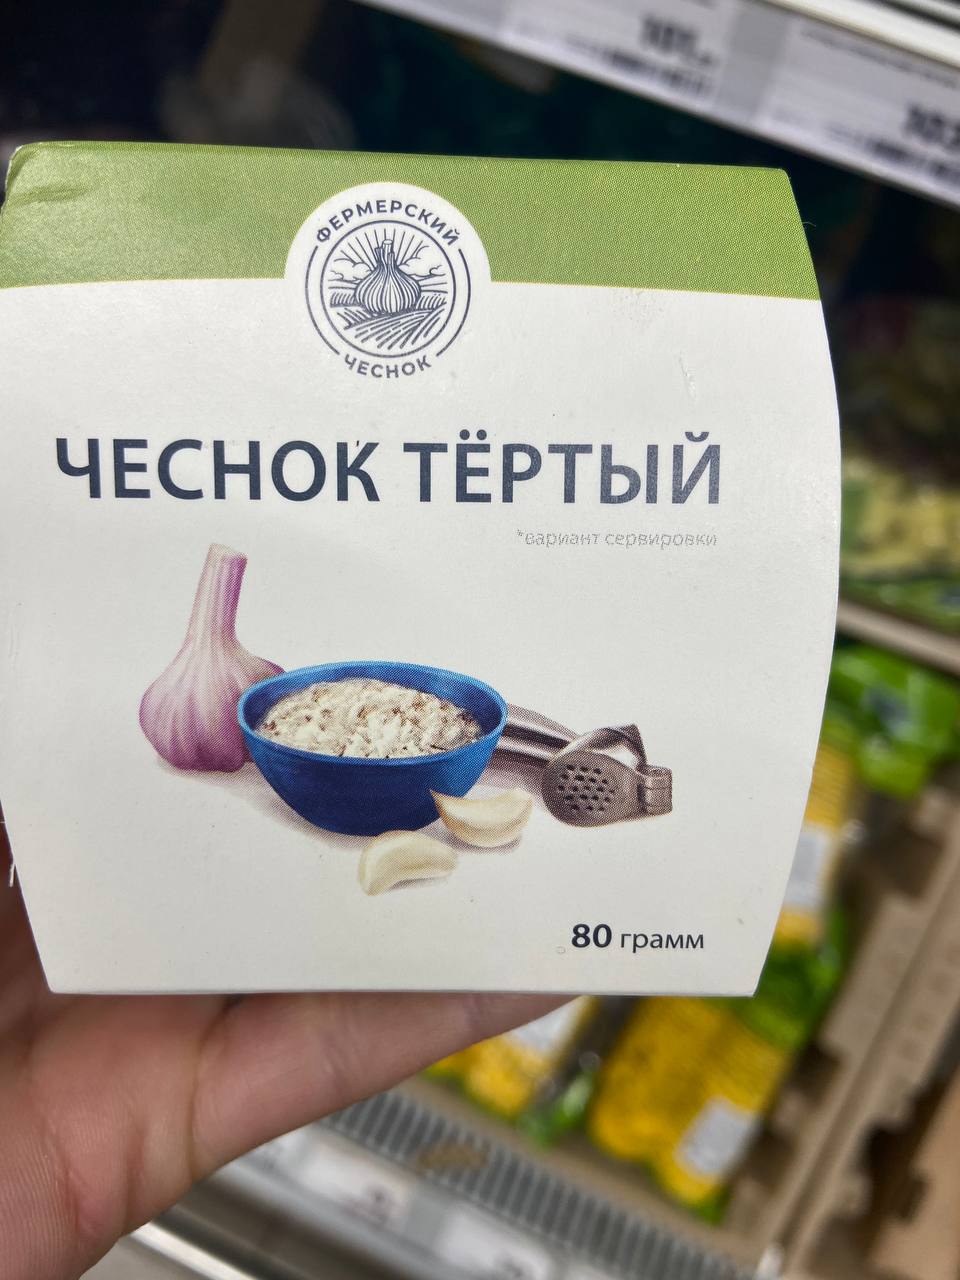 ФЕРМЕРСКИЙ
ЧЕСНОК
ЧЕСНОК ТЁРТЫЙ
*вариант сервировки
80 грамм